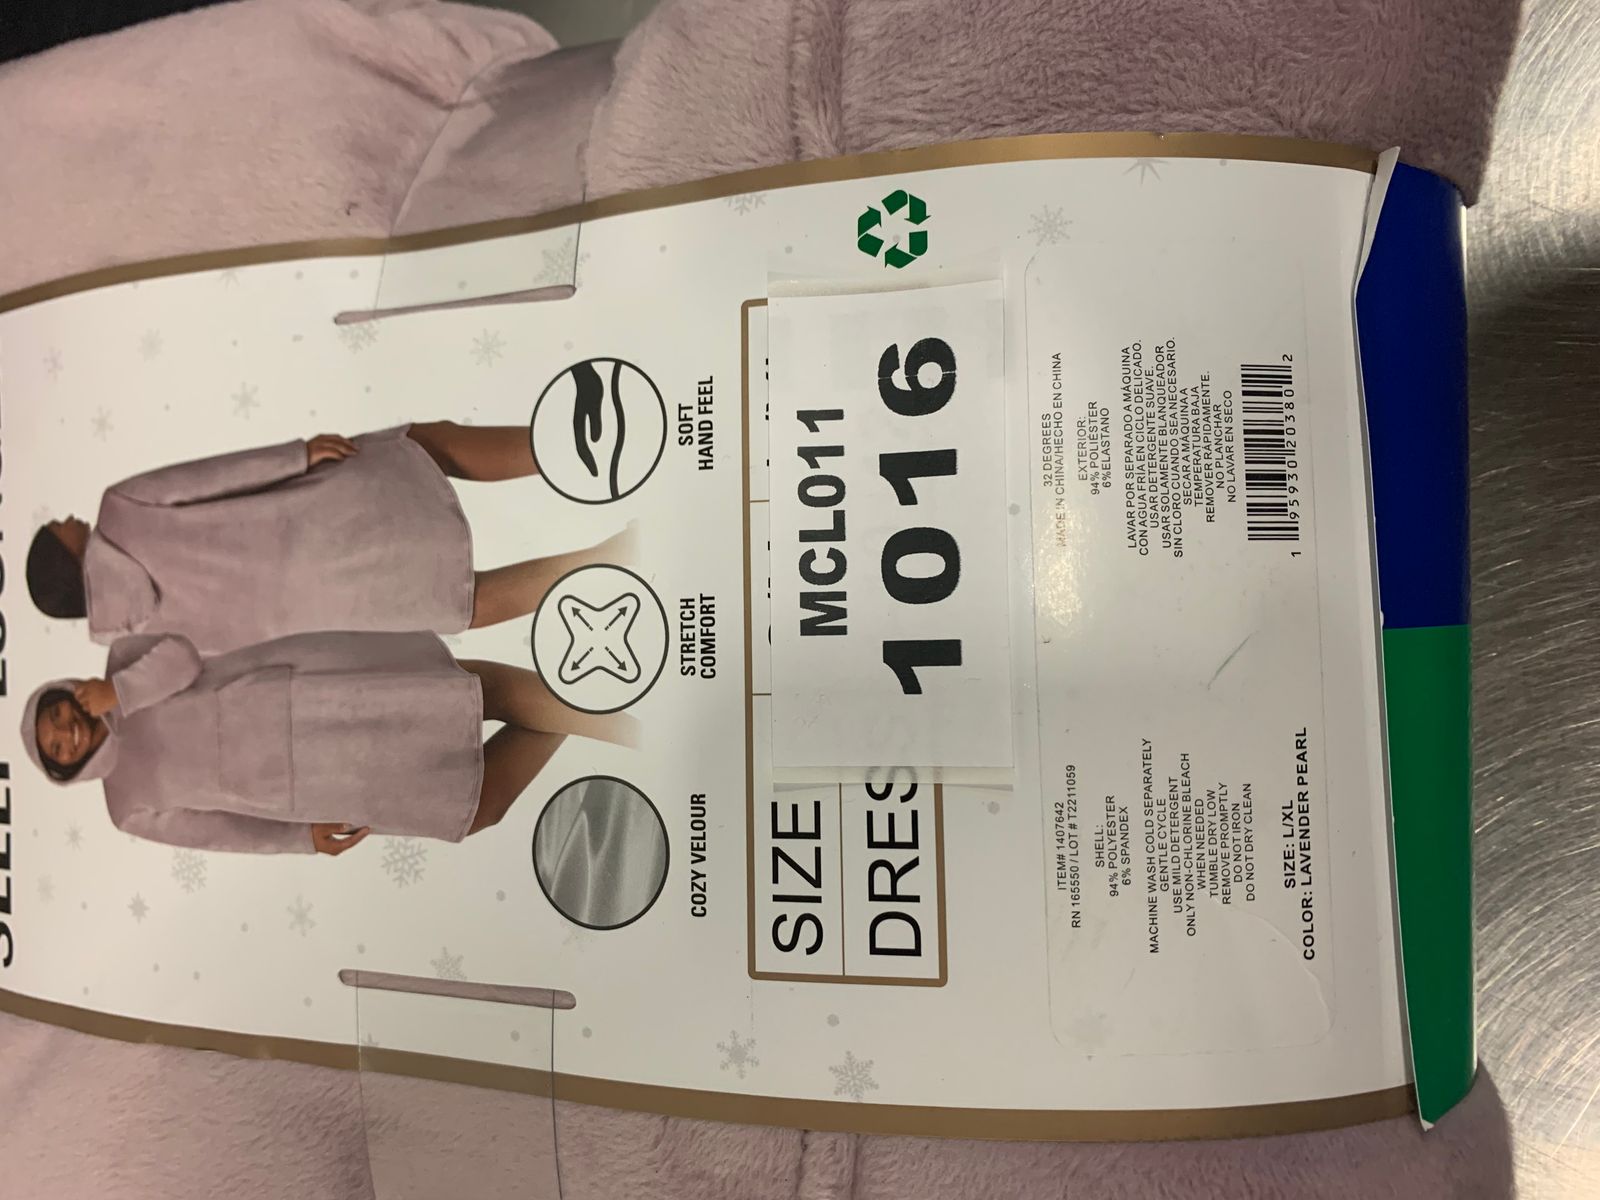 SOFT
HAND FEEL
STRETCH
COMFORT
COZY VELOUR
SIZE
DRES
MCL011
1016
ITEM# 1407642
RN 165550 / LOT # T2211059
SHELL:
94% POLYESTER
6% SPANDEX
MACHINE WASH COLD SEPARATELY
GENTLE CYCLE
USE MILD DETERGENT
ONLY NON-CHLORINE BLEACH
WHEN NEEDED
TUMBLE DRY LOW
REMOVE PROMPTLY
DO NOT IRON
DO NOT DRY CLEAN
SIZE: L/XL
COLOR: LAVENDER PEARL
32 DEGREES
MADE IN CHINA/HECHO EN CHINA
EXTERIOR:
94% POLIÉSTER
6%ELASTANO
LAVAR POR SEPARADO A MÁQUINA
CON AGUA FRÍA EN CICLO DELICADO.
USAR DETERGENTE SUAVE.
USAR SOLAMENTE BLANQUEADOR
SIN CLORO CUANDO SEA NECESARIO.
SECAR A MÁQUINA A
TEMPERATURA BAJA
REMOVER RÁPIDAMENTE.
NO PLANCHAR
NO LAVAR EN SECO
1 95930 20380 2